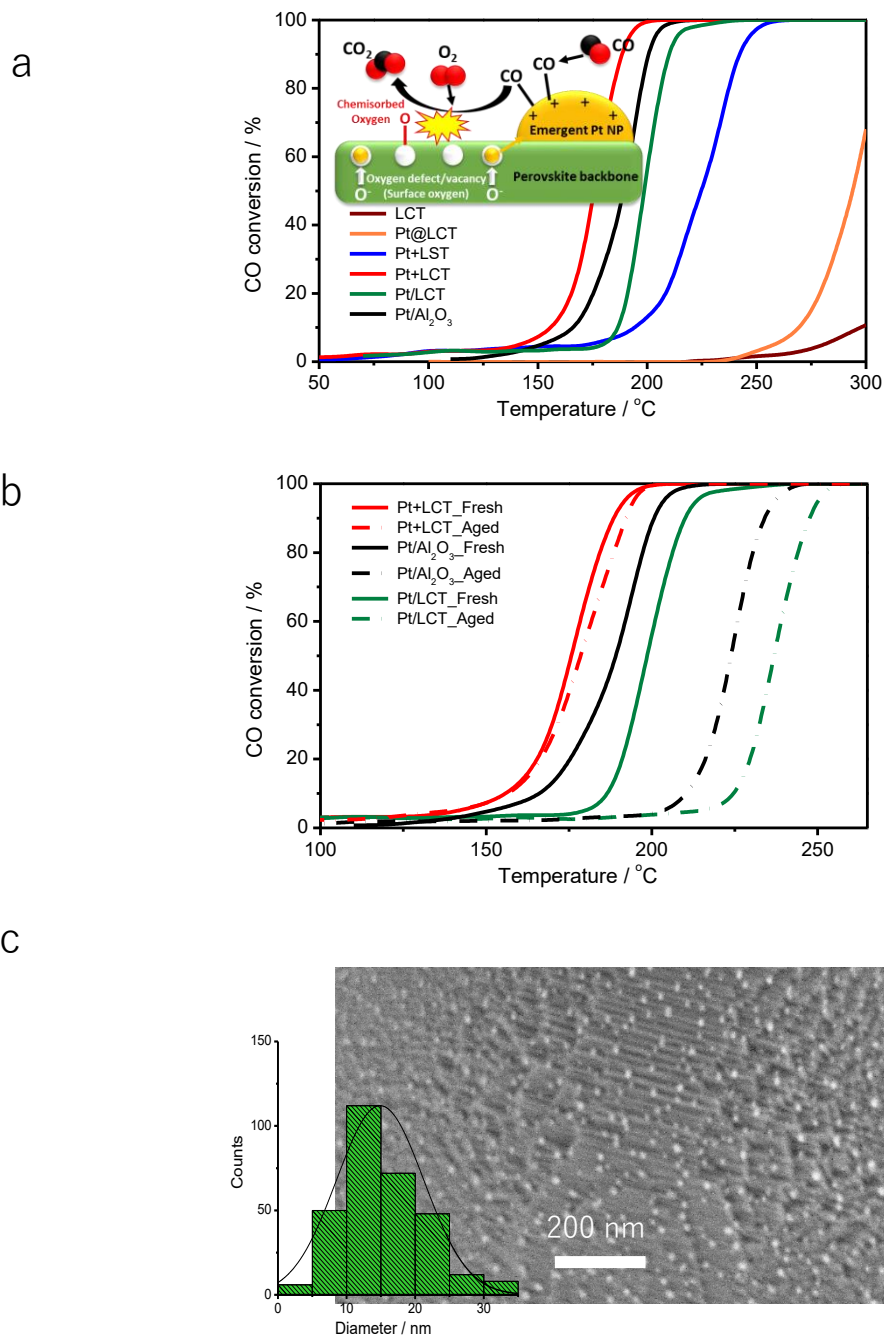 a
100
80
60
40
20
0
CO conversion / %
CO₂
O₂
CO
CO
CO
Chemisorbed
Oxygen
O
+ + + + +
Emergent Pt NP
Oxygen defect/vacancy
(Surface oxygen)
O⁻
O⁻
Perovskite backbone
LCT
Pt@LCT
Pt+LST
Pt+LCT
Pt/LCT
Pt/Al₂O₃
50 100 150 200 250 300
Temperature / °C
b
100
80
60
40
20
0
CO conversion / %
Pt+LCT_Fresh
Pt+LCT_Aged
Pt/Al₂O₃_Fresh
Pt/Al₂O₃_Aged
Pt/LCT_Fresh
Pt/LCT_Aged
100 150 200 250
Temperature / °C
c
150
100
50
0
Counts
0 10 20 30
Diameter / nm
200 nm